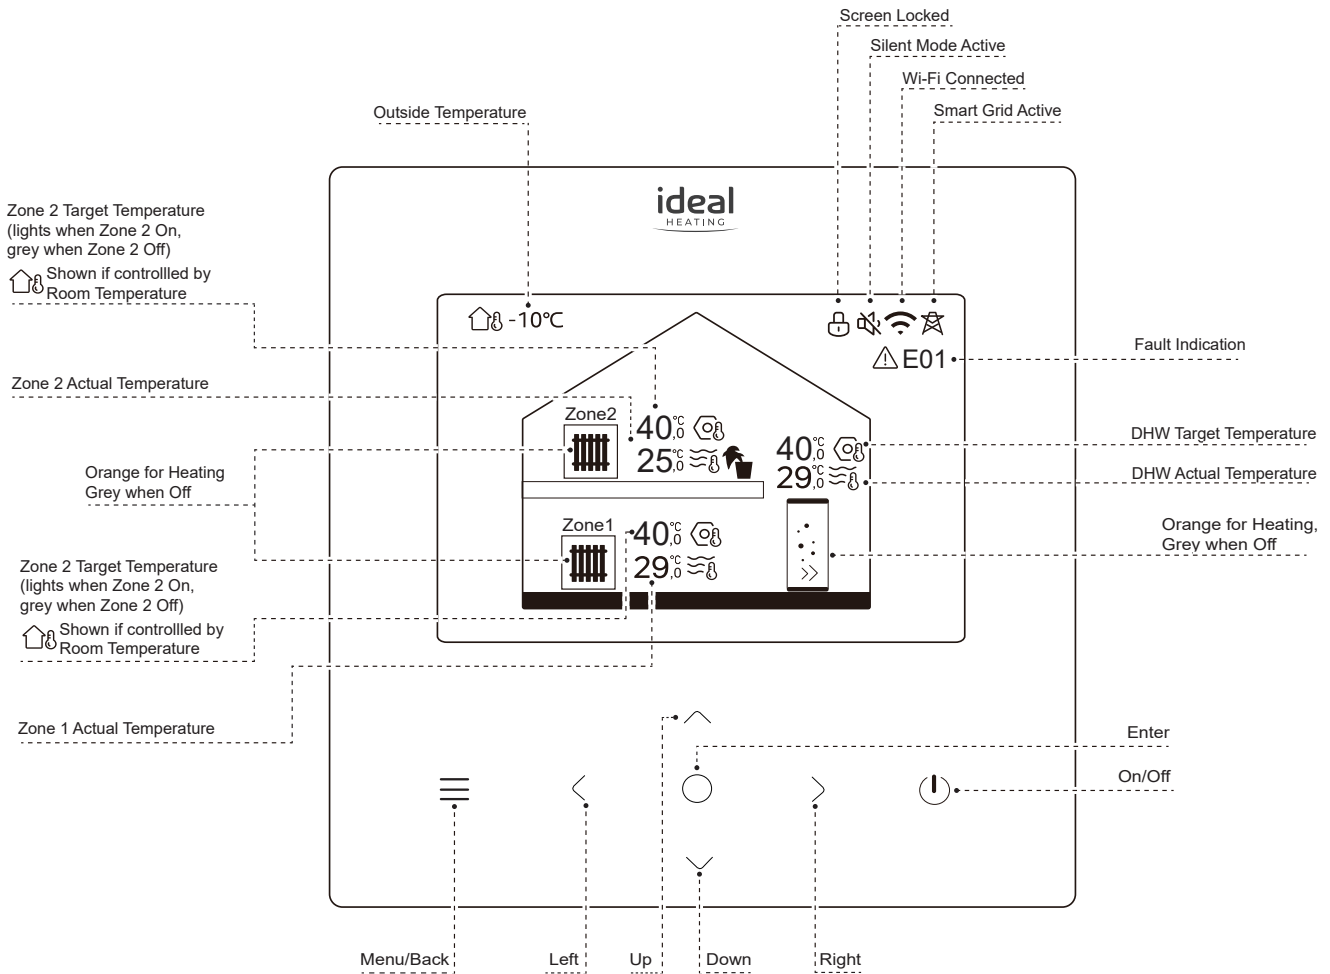 Screen Locked
Silent Mode Active
Wi-Fi Connected
Smart Grid Active
Outside Temperature
ideal
HEATING
Zone 2 Target Temperature
(lights when Zone 2 On,
grey when Zone 2 Off)
Shown if controllled by
Room Temperature
-10℃
E01
Fault Indication
Zone 2 Actual Temperature
Zone2
40,0 °C
25,0 °C
40,0 °C
29,0 °C
DHW Target Temperature
DHW Actual Temperature
Orange for Heating
Grey when Off
Zone1
40,0 °C
29,0 °C
Orange for Heating,
Grey when Off
Zone 2 Target Temperature
(lights when Zone 2 On,
grey when Zone 2 Off)
Shown if controllled by
Room Temperature
Zone 1 Actual Temperature
Enter
On/Off
Menu/Back
Left
Up
Down
Right